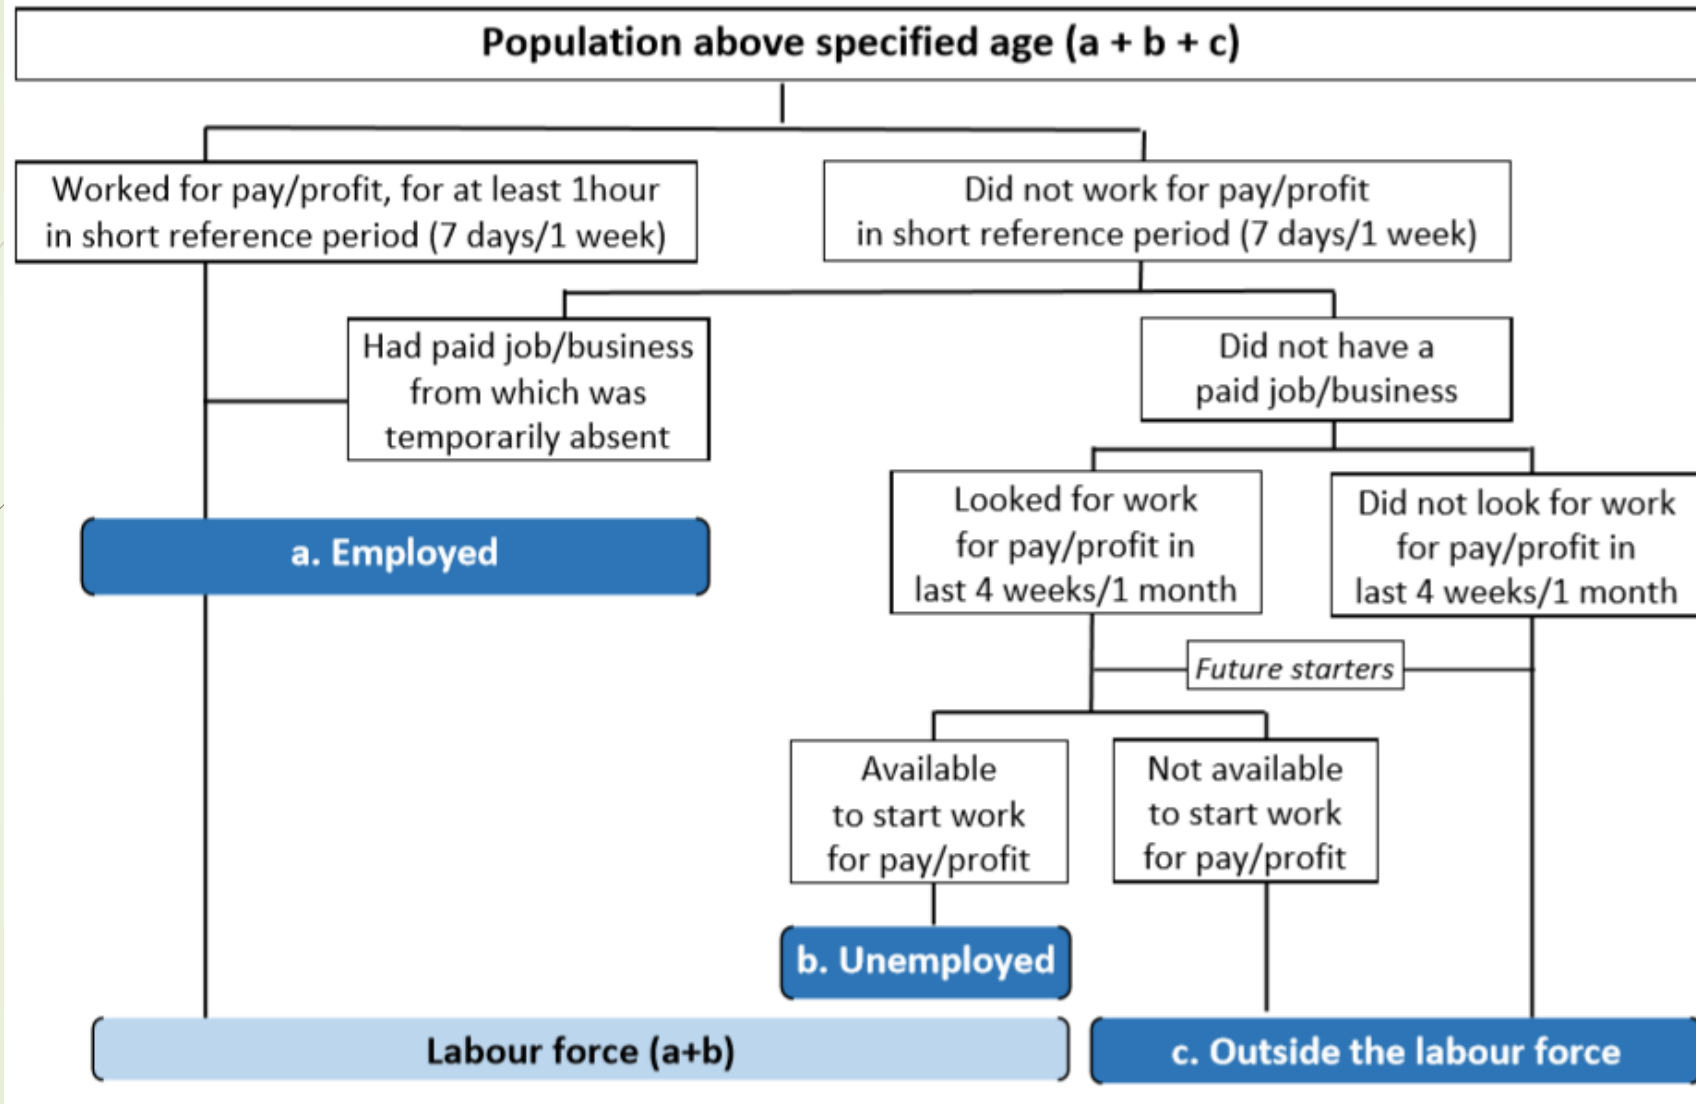 Population above specified age (a + b + c)
Worked for pay/profit, for at least 1hour
in short reference period (7 days/1 week)
Did not work for pay/profit
in short reference period (7 days/1 week)
Had paid job/business
from which was
temporarily absent
Did not have a
paid job/business
Looked for work
for pay/profit in
last 4 weeks/1 month
Did not look for work
for pay/profit in
last 4 weeks/1 month
a. Employed
Future starters
Available
to start work
for pay/profit
Not available
to start work
for pay/profit
b. Unemployed
Labour force (a+b)
c. Outside the labour force